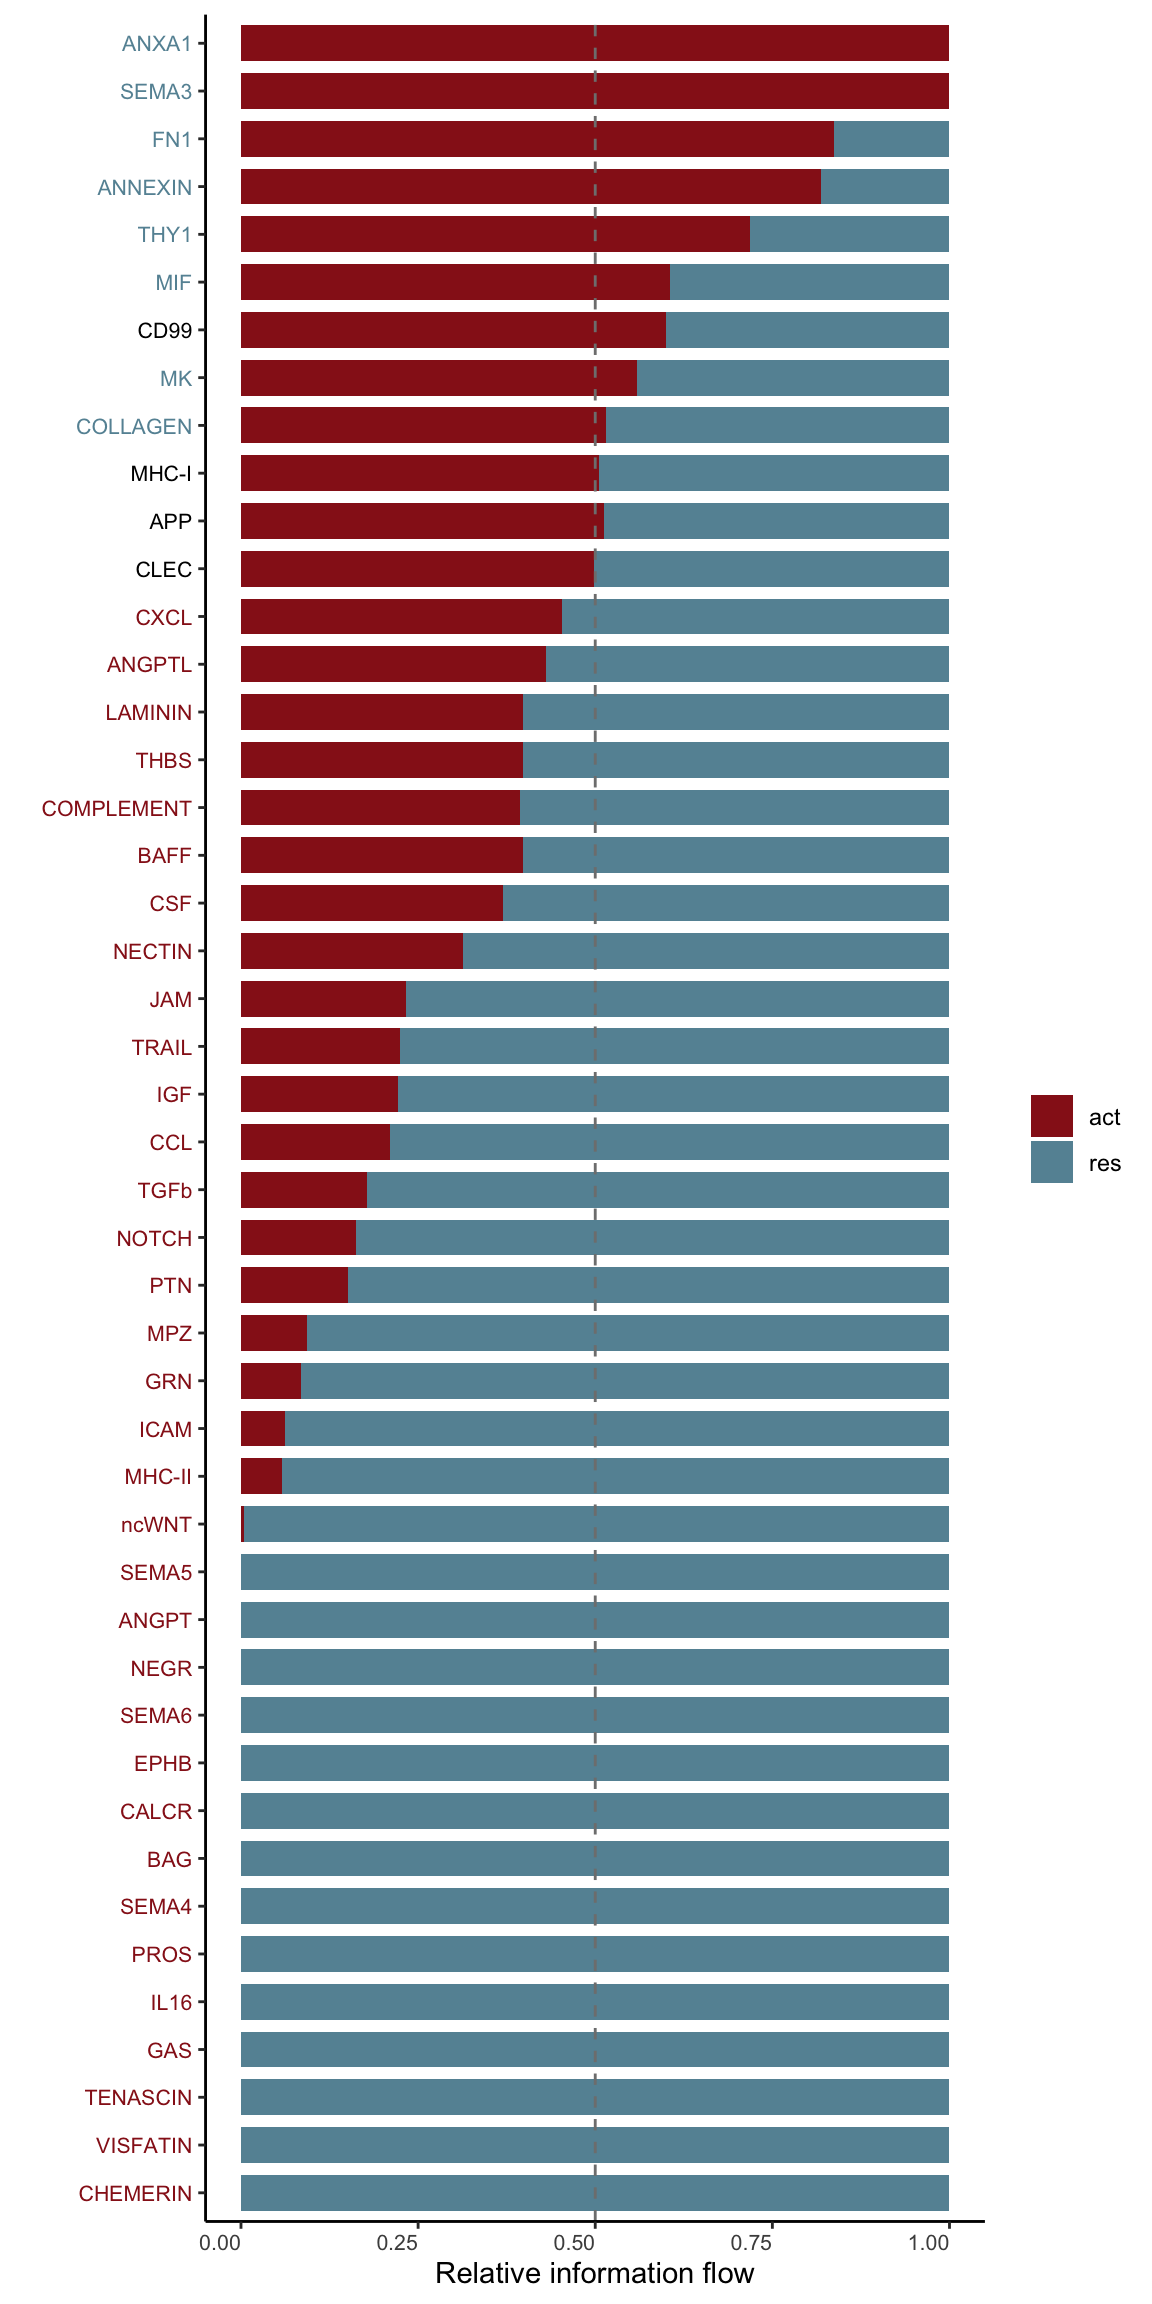 ANXA1
SEMA3
FN1
ANNEXIN
THY1
MIF
CD99
MK
COLLAGEN
MHC-I
APP
CLEC
CXCL
ANGPTL
LAMININ
THBS
COMPLEMENT
BAFF
CSF
NECTIN
JAM
TRAIL
IGF
CCL
TGFb
NOTCH
PTN
MPZ
GRN
ICAM
MHC-II
ncWNT
SEMA5
ANGPT
NEGR
SEMA6
EPHB
CALCR
BAG
SEMA4
PROS
IL16
GAS
TENASCIN
VISFATIN
CHEMERIN
0.00 0.25 0.50 0.75 1.00
Relative information flow
act
res